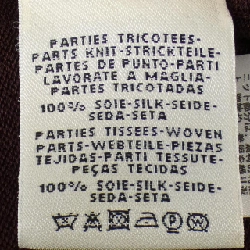 PARTIES TRICOTEES-
PARTS KNIT-STRICKTEILE-
PARTES DE PUNTO-PARTI
LAVORATE A MAGLIA-
PARTES TRICOTADAS
100% SOIE-SILK-SEIDE-
SEDA-SETA
PARTIES TISSEES-WOVEN
PARTS-WEBTEILE-PIEZAS
TEJIDAS-PARTI TESSUTE-
PEÇAS TECIDAS
100% SOIE-SILK-SEIDE-
SEDA-SETA